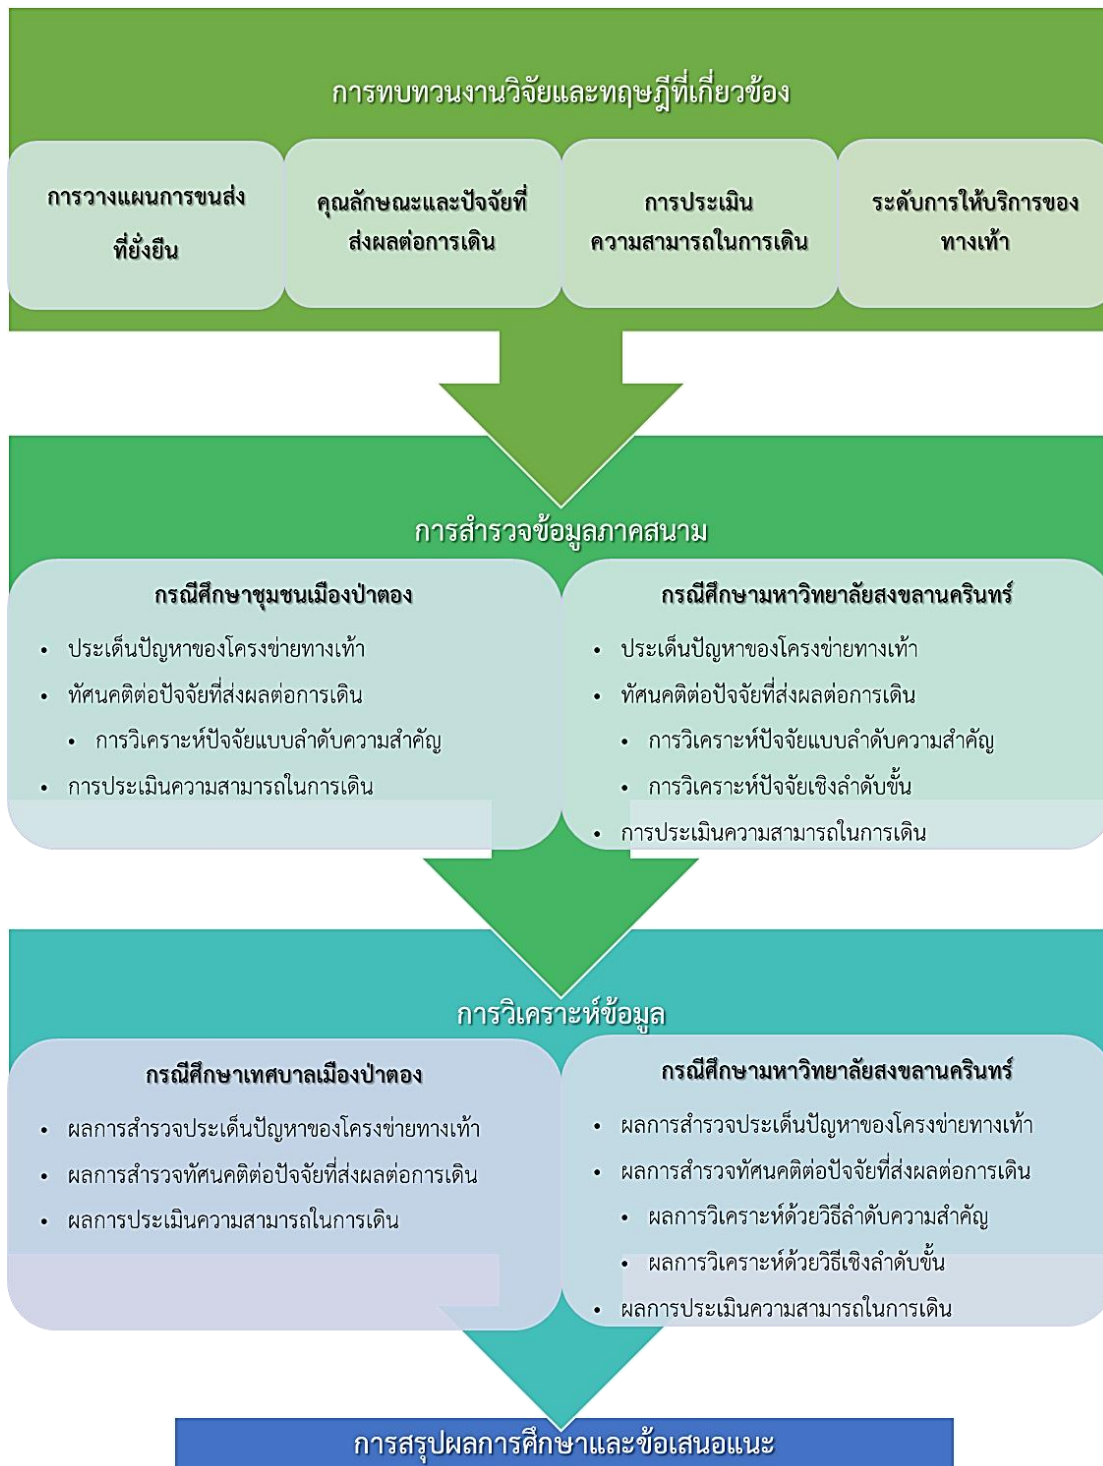 การทบทวนงานวิจัยและทฤษฎีที่เกี่ยวข้อง
การวางแผนการขนส่ง
ที่ยั่งยืน
คุณลักษณะและปัจจัยที่
ส่งผลต่อการเดิน
การประเมิน
ความสามารถในการเดิน
ระดับการให้บริการของ
ทางเท้า
การสำรวจข้อมูลภาคสนาม
กรณีศึกษาชุมชนเมืองป่าตอง
• ประเด็นปัญหาของโครงข่ายทางเท้า
• ทัศนคติต่อปัจจัยที่ส่งผลต่อการเดิน
• การวิเคราะห์ปัจจัยแบบลำดับความสำคัญ
• การประเมินความสามารถในการเดิน
กรณีศึกษามหาวิทยาลัยสงขลานครินทร์
• ประเด็นปัญหาของโครงข่ายทางเท้า
• ทัศนคติต่อปัจจัยที่ส่งผลต่อการเดิน
• การวิเคราะห์ปัจจัยแบบลำดับความสำคัญ
• การวิเคราะห์ปัจจัยเชิงลำดับขั้น
• การประเมินความสามารถในการเดิน
การวิเคราะห์ข้อมูล
กรณีศึกษาเทศบาลเมืองป่าตอง
• ผลการสำรวจประเด็นปัญหาของโครงข่ายทางเท้า
• ผลการสำรวจทัศนคติต่อปัจจัยที่ส่งผลต่อการเดิน
• ผลการประเมินความสามารถในการเดิน
กรณีศึกษามหาวิทยาลัยสงขลานครินทร์
• ผลการสำรวจประเด็นปัญหาของโครงข่ายทางเท้า
• ผลการสำรวจทัศนคติต่อปัจจัยที่ส่งผลต่อการเดิน
• ผลการวิเคราะห์ด้วยวิธีลำดับความสำคัญ
• ผลการวิเคราะห์ด้วยวิธีเชิงลำดับขั้น
• ผลการประเมินความสามารถในการเดิน
การสรุปผลการศึกษาและข้อเสนอแนะ